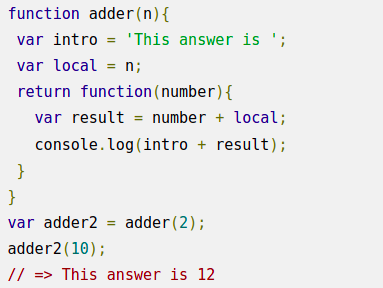 function adder(n){
 var intro = 'This answer is ';
 var local = n;
 return function(number){
   var result = number + local;
   console.log(intro + result);
 }
}
var adder2 = adder(2);
adder2(10);
// => This answer is 12